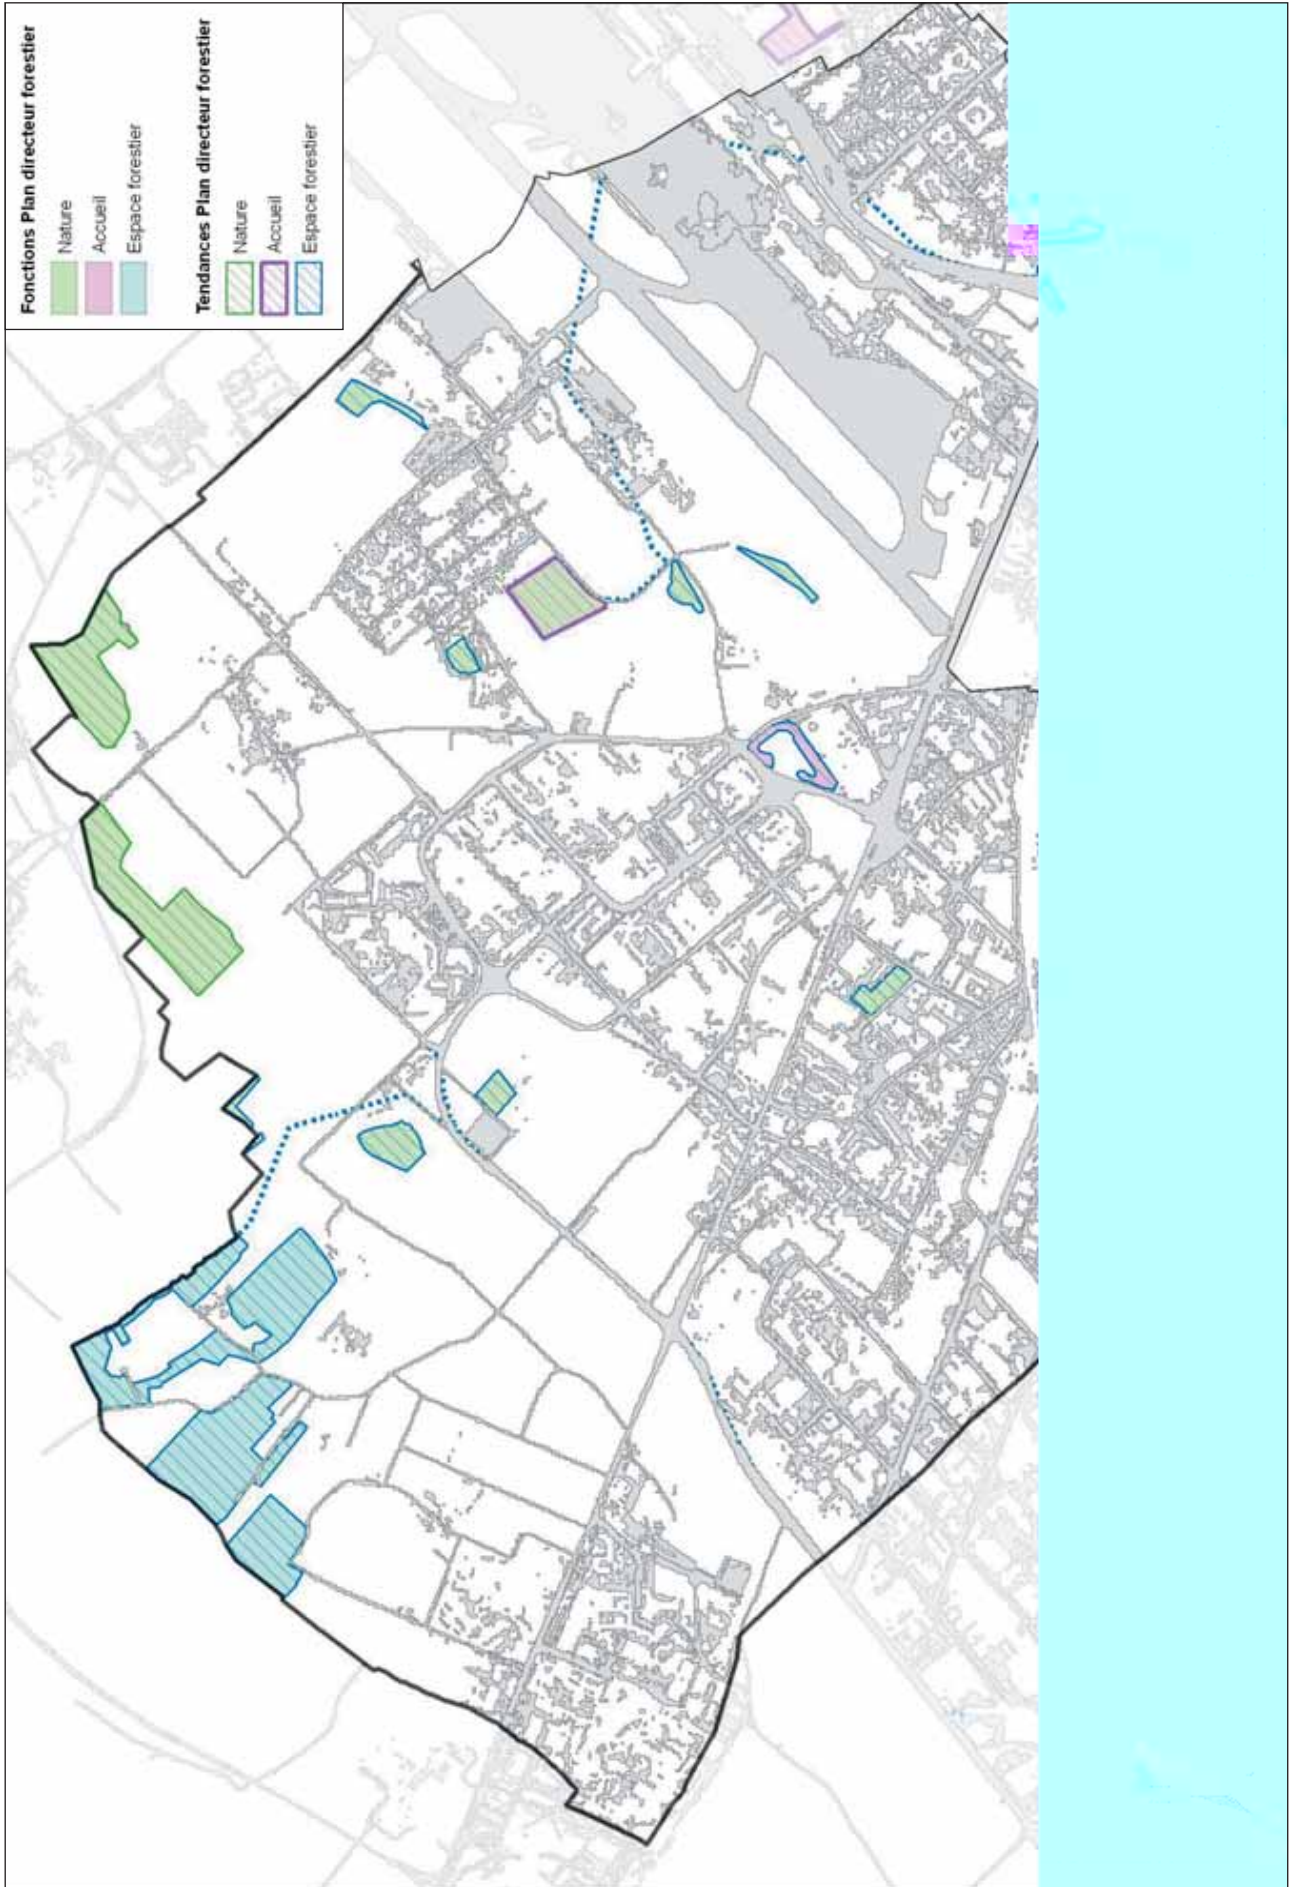 Fonctions Plan directeur forestier
Nature
Accueil
Espace forestier
Tendances Plan directeur forestier
Nature
Accueil
Espace forestier